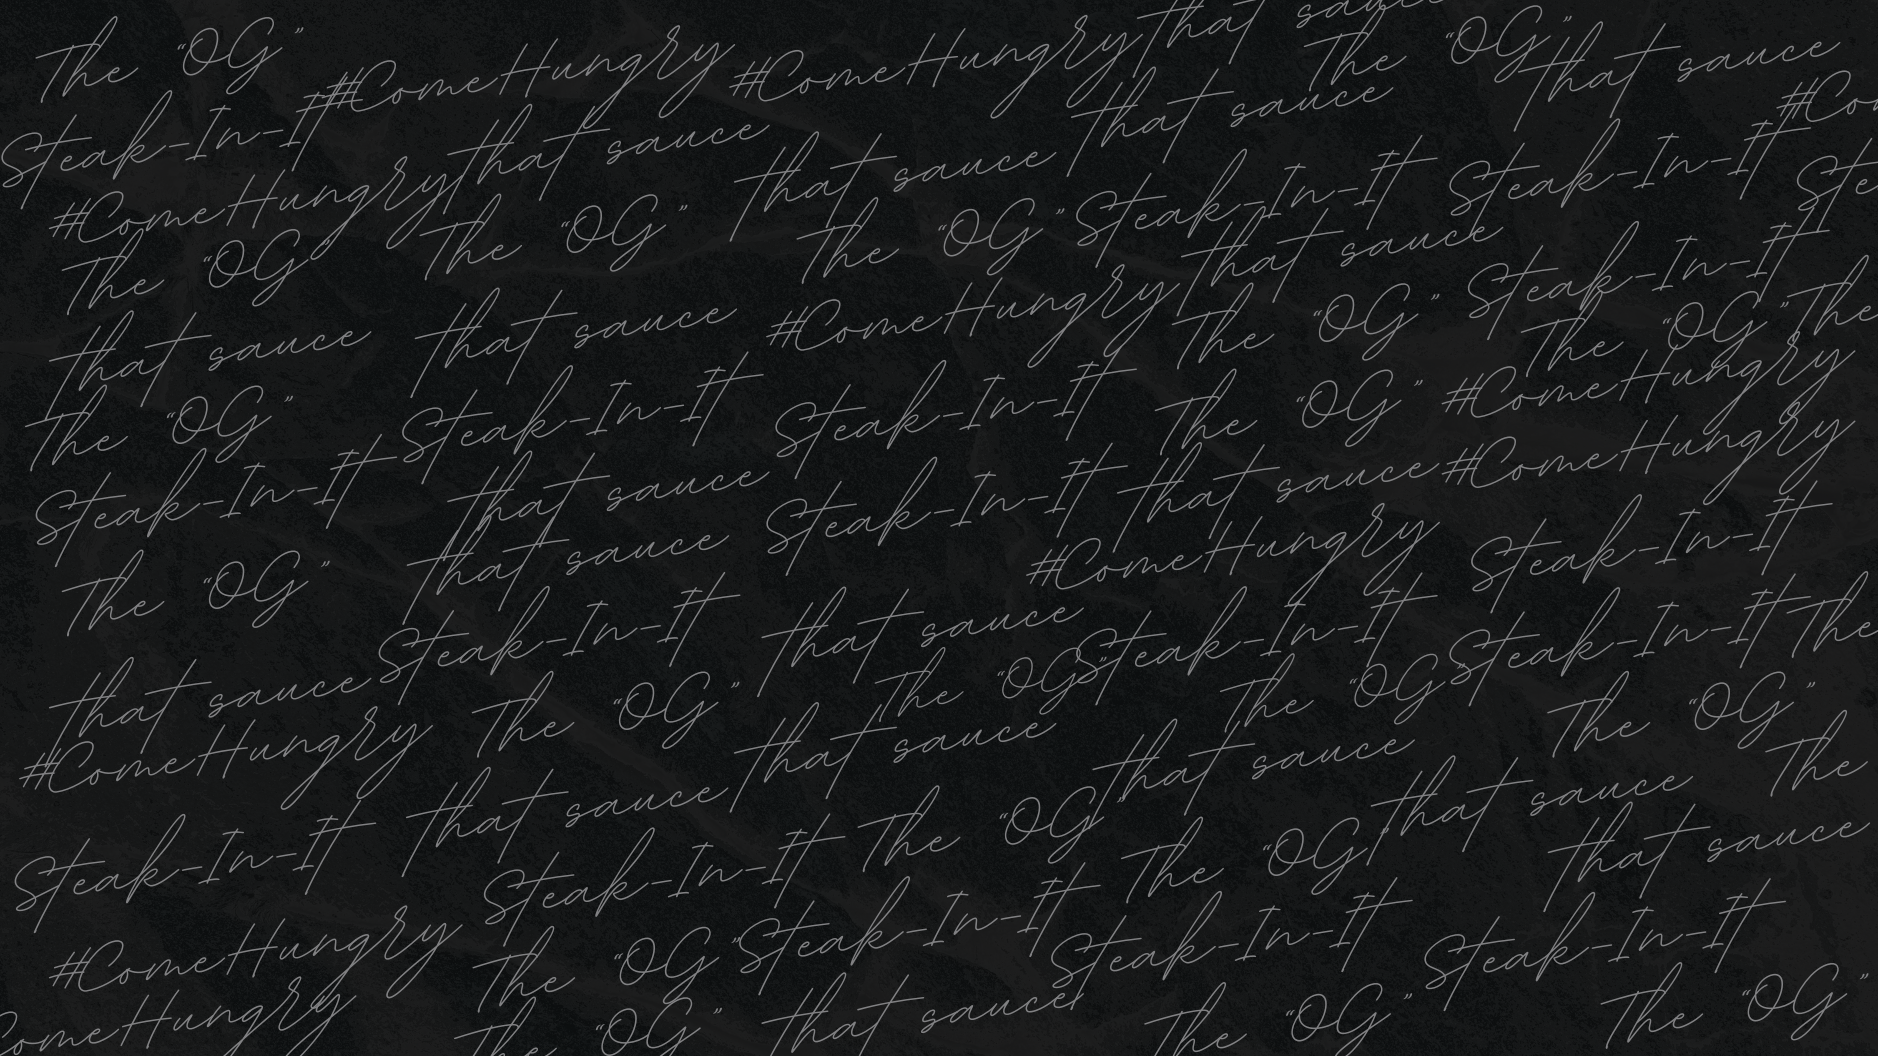 that sauce
The "OG" #ComeHungry #ComeHungry The "OG" that sauce
Steak-In-It that sauce that sauce #Co
#ComeHungry that sauce Steak-In-It Steak-In-It Ste
The "OG" The "OG" The "OG" that sauce Steak-In-It
that sauce that sauce #ComeHungry The "OG" The "OG" The
The "OG" Steak-In-It Steak-In-It The "OG" #ComeHungry
Steak-In-It that sauce Steak-In-It that sauce #ComeHungry
The "OG" that sauce #ComeHungry Steak-In-It
Steak-In-It that sauce Steak-In-It Steak-In-It The
that sauce The "OG" The "OG" The "OG" The "OG"
#ComeHungry that sauce that sauce The
Steak-In-It that sauce The "OG" The "OG" that sauce that sauce
Steak-In-It Steak-In-It Steak-In-It Steak-In-It
#ComeHungry The "OG" The "OG"
omeHungry The "OG" that sauce The "OG"